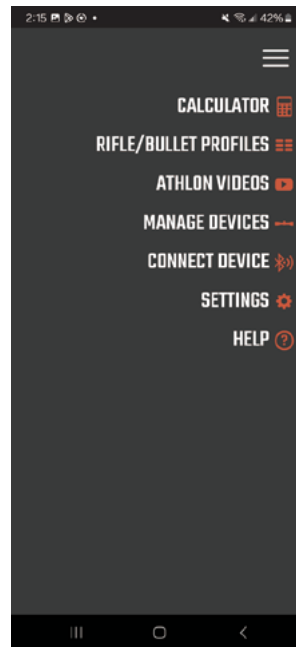 2:15
42%
CALCULATOR
RIFLE/BULLET PROFILES
ATHLON VIDEOS
MANAGE DEVICES
CONNECT DEVICE
SETTINGS
HELP